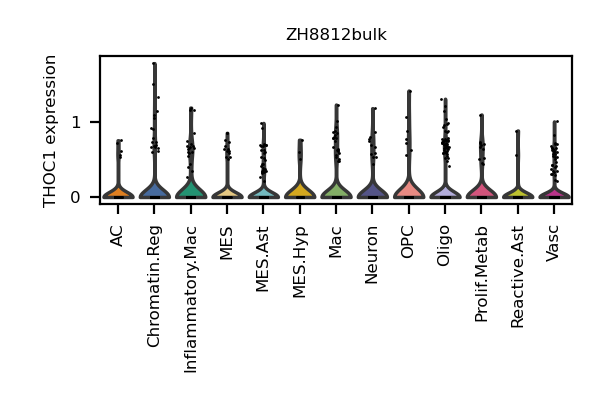 ZH8812bulk
THOC1 expression
1
0
AC
Chromatin.Reg
Inflammatory.Mac
MES
MES.Ast
MES.Hyp
Mac
Neuron
OPC
Oligo
Prolif.Metab
Reactive.Ast
Vasc